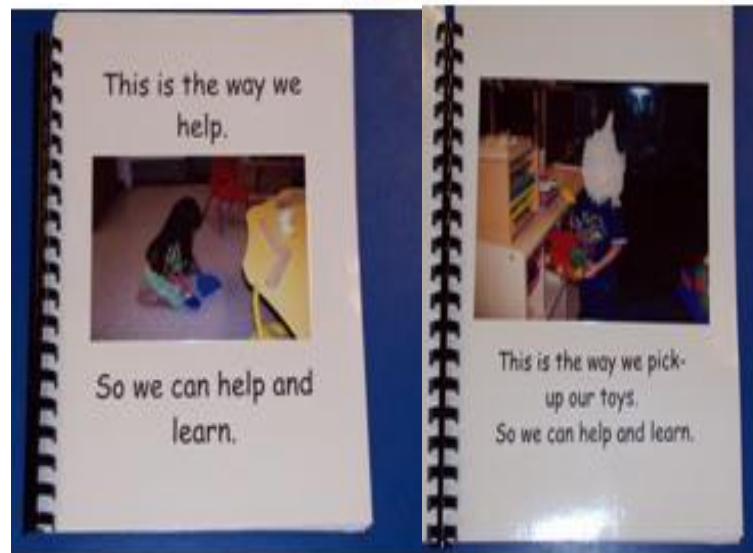 This is the way we
help.
So we can help and
learn.
This is the way we pick-
up our toys.
So we can help and learn.